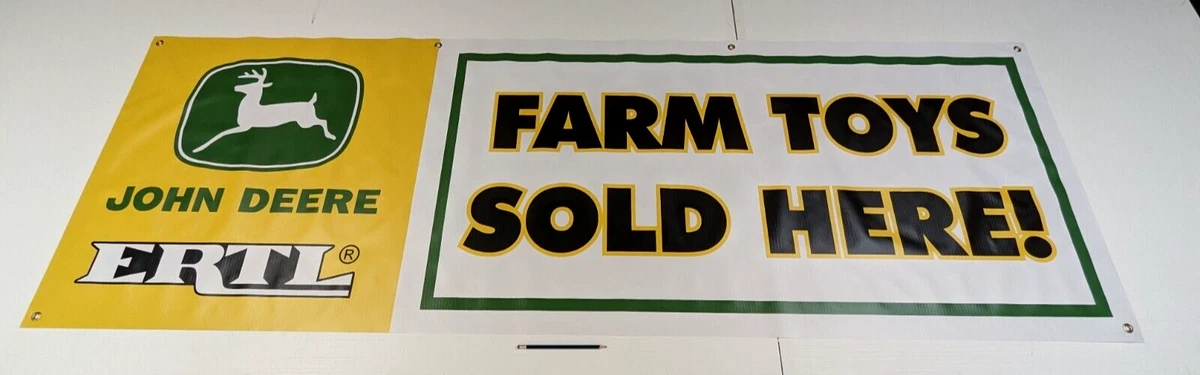 JOHN DEERE
ERTL®
FARM TOYS
SOLD HERE!